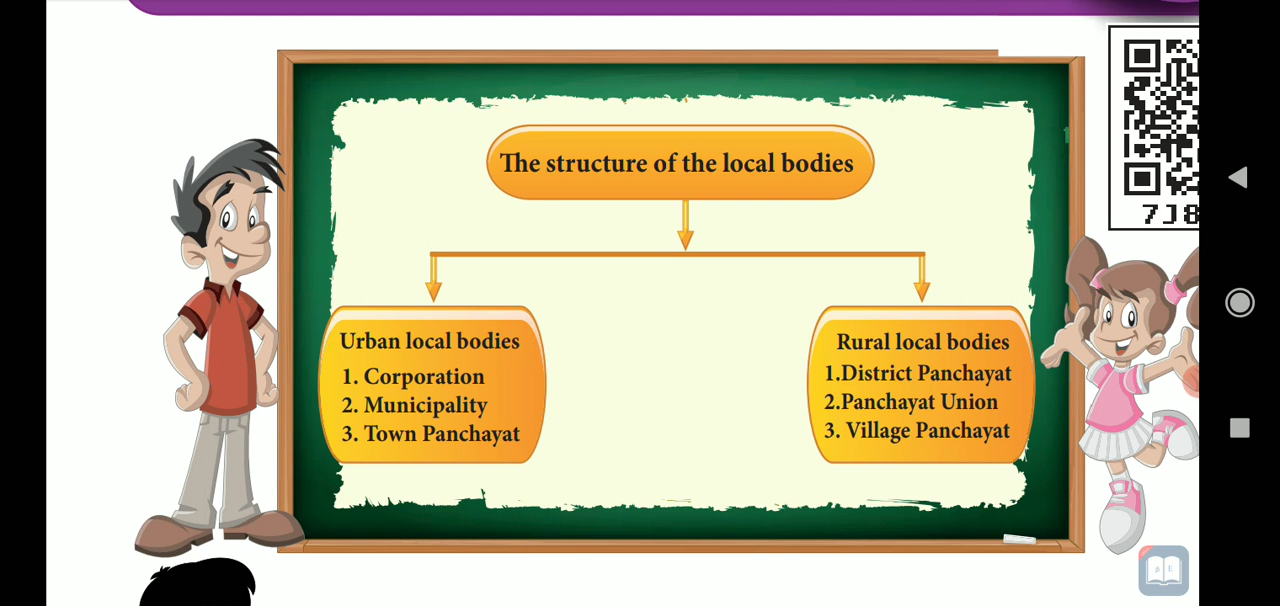 The structure of the local bodies
Urban local bodies
1. Corporation
2. Municipality
3. Town Panchayat
Rural local bodies
1.District Panchayat
2.Panchayat Union
3. Village Panchayat
7J8